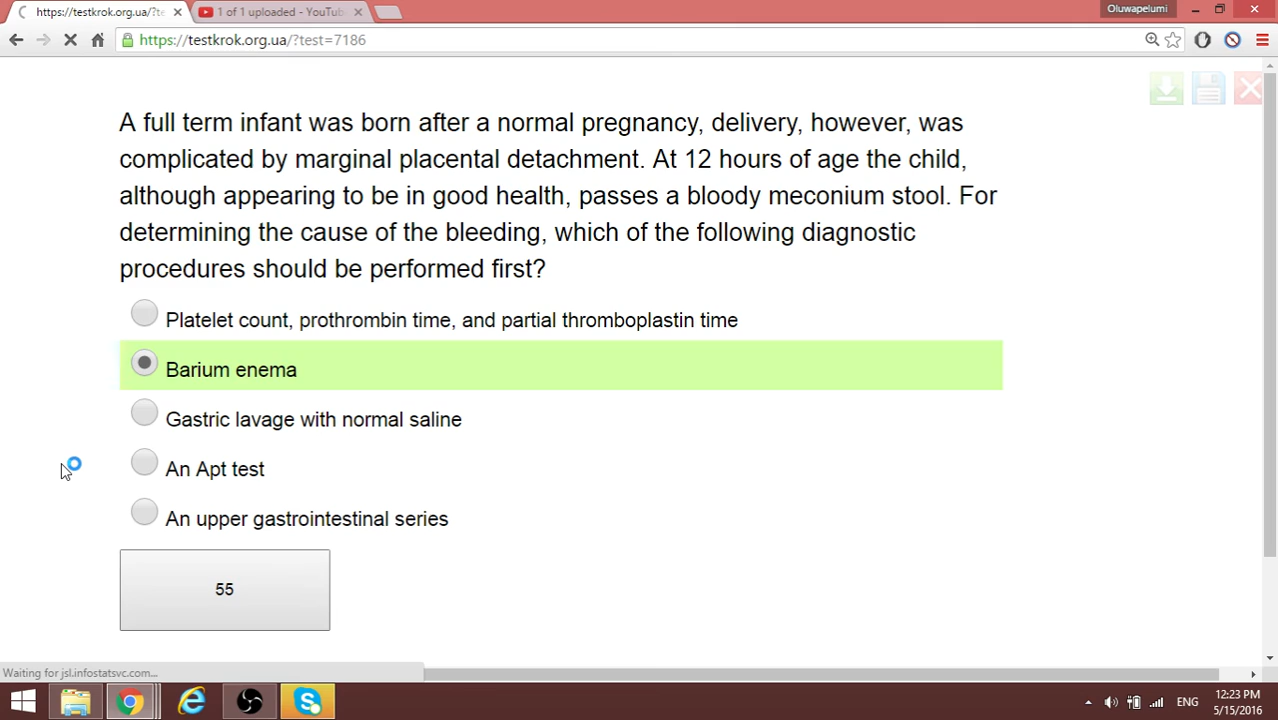 https://testkrok.org.ua/?te
1 of 1 uploaded - YouTub
Oluwapelumi
https://testkrok.org.ua/?test=7186
A full term infant was born after a normal pregnancy, delivery, however, was
complicated by marginal placental detachment. At 12 hours of age the child,
although appearing to be in good health, passes a bloody meconium stool. For
determining the cause of the bleeding, which of the following diagnostic
procedures should be performed first?
Platelet count, prothrombin time, and partial thromboplastin time
Barium enema
Gastric lavage with normal saline
An Apt test
An upper gastrointestinal series
55
Waiting for jsl.infostatsvc.com...
ENG
12:23 PM
5/15/2016